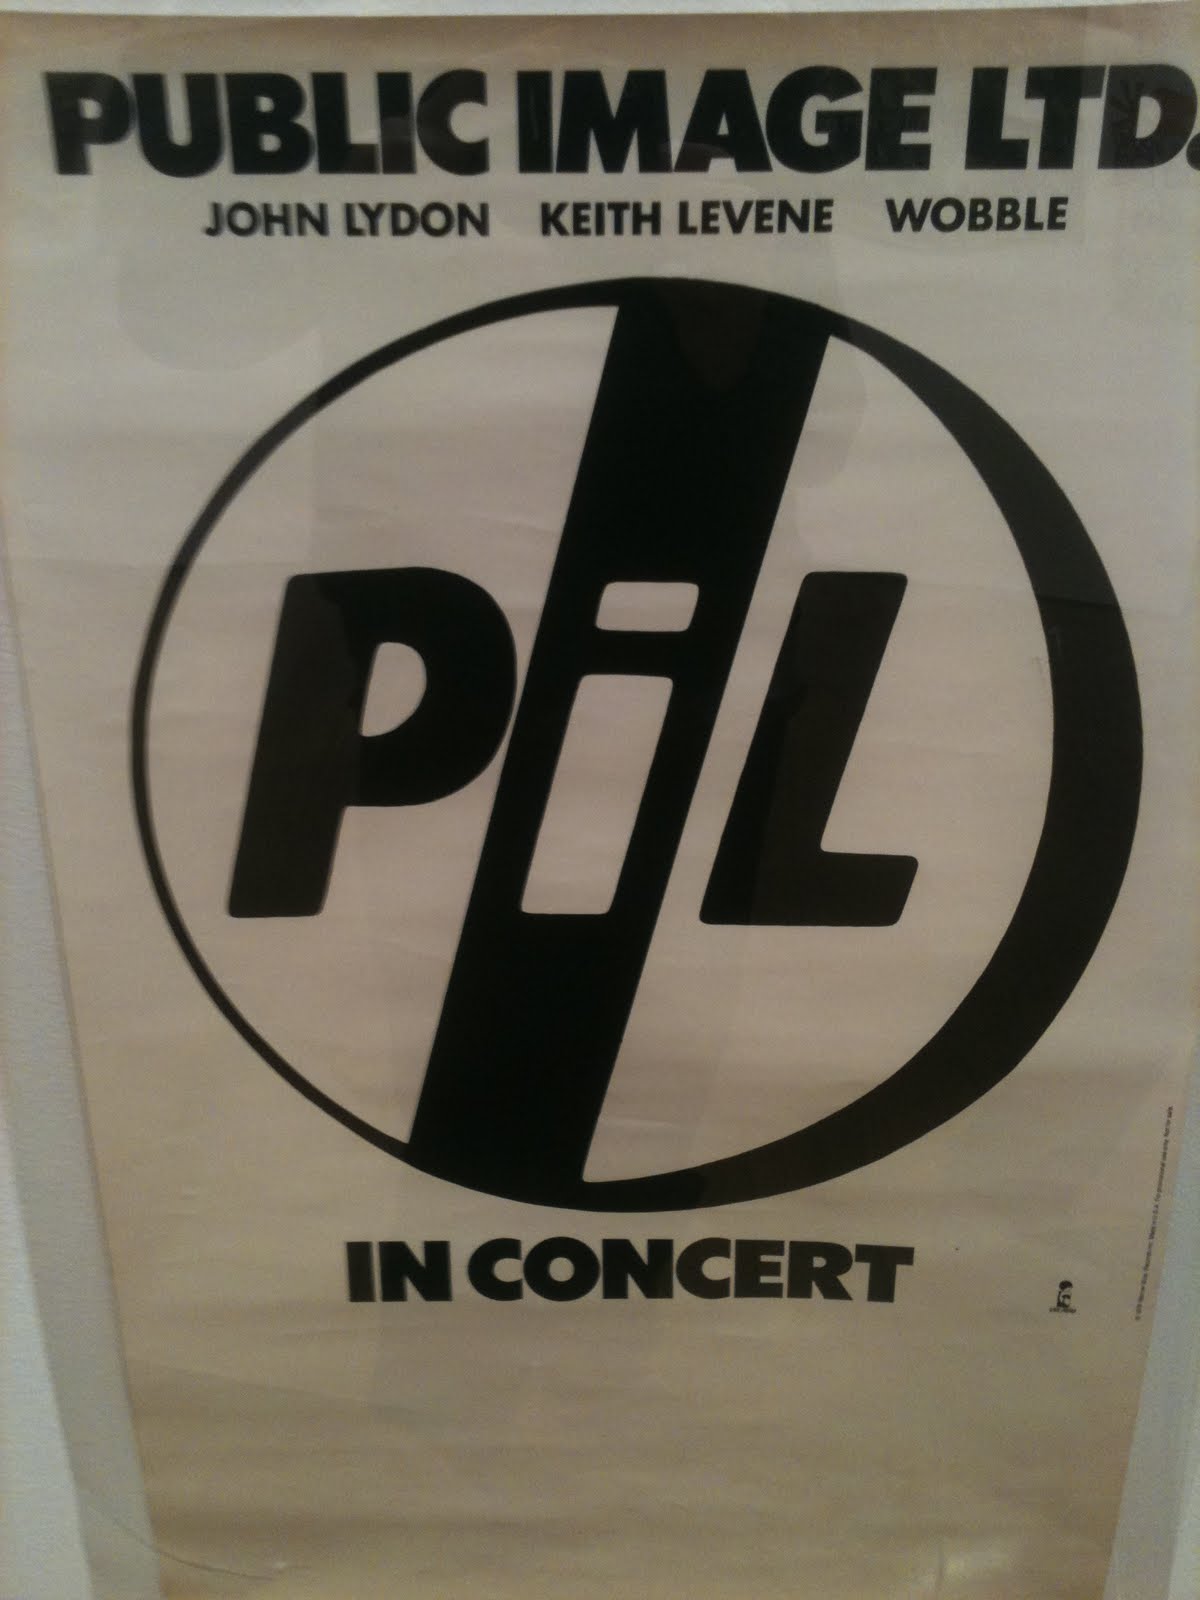 PUBLIC IMAGE LTD.
JOHN LYDON KEITH LEVENE WOBBLE
PiL
IN CONCERT